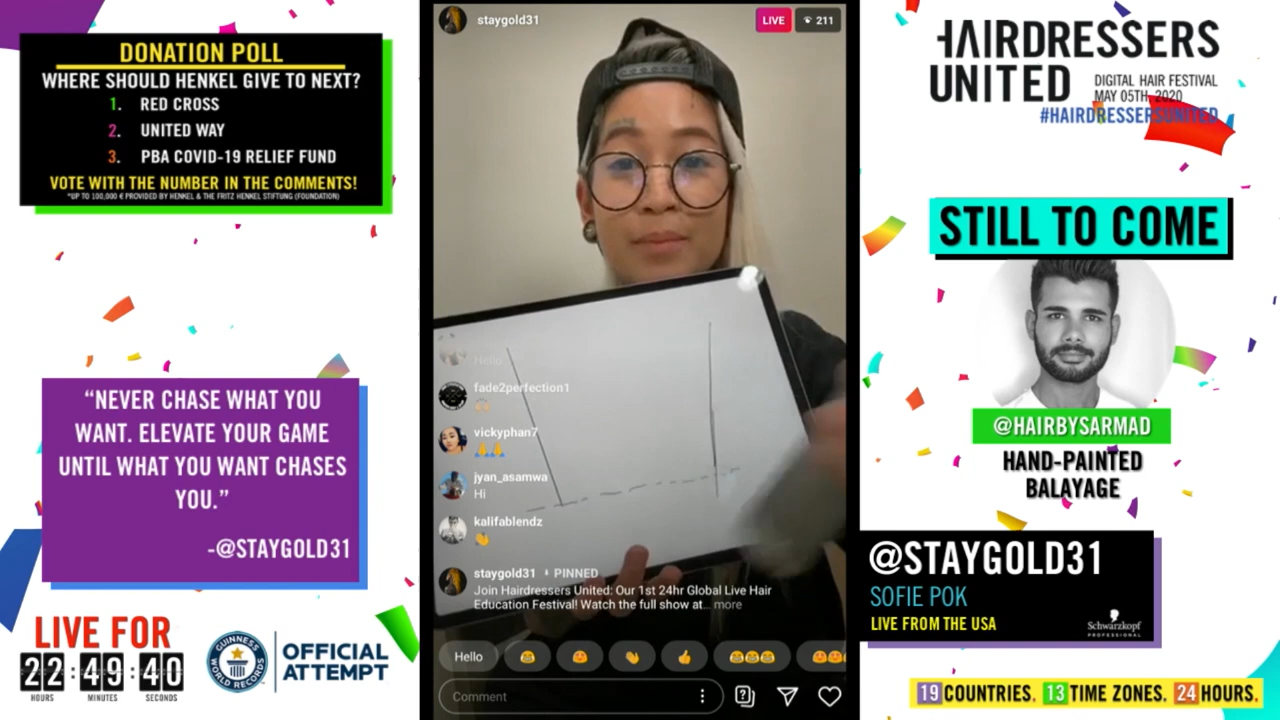 DONATION POLL
WHERE SHOULD HENKEL GIVE TO NEXT?
1. RED CROSS
2. UNITED WAY
3. PBA COVID-19 RELIEF FUND
VOTE WITH THE NUMBER IN THE COMMENTS!
*UP TO 100,000 € PROVIDED BY HENKEL & THE FRITZ HENKEL STIFTUNG (FOUNDATION)
“NEVER CHASE WHAT YOU
WANT. ELEVATE YOUR GAME
UNTIL WHAT YOU WANT CHASES
YOU.”
-@STAYGOLD31
LIVE FOR
22:49:40
HOURS MINUTES SECONDS
GUINNESS
WORLD RECORDS
OFFICIAL
ATTEMPT
staygold31
LIVE
211
Hello
fade2perfection1
vickyphan7
jyan_asamwa
Hi
kalifablendz
staygold31 PINNED
Join Hairdressers United: Our 1st 24hr Global Live Hair
Education Festival! Watch the full show at... more
Hello
Comment
HAIRDRESSERS
UNITED
DIGITAL HAIR FESTIVAL
MAY 05TH, 2020
#HAIRDRESSERSUNITED
STILL TO COME
@HAIRBYSARMAD
HAND-PAINTED
BALAYAGE
@STAYGOLD31
SOFIE POK
LIVE FROM THE USA
Schwarzkopf
PROFESSIONAL
19 COUNTRIES. 13 TIME ZONES. 24 HOURS.